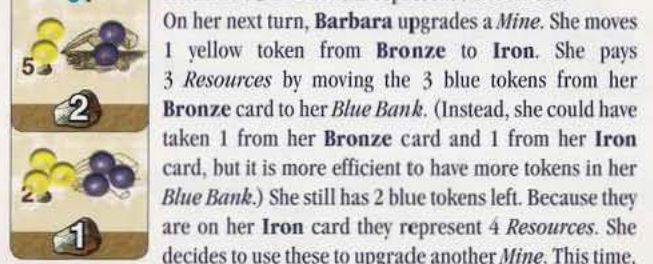 On her next turn, Barbara upgrades a Mine. She moves
1 yellow token from Bronze to Iron. She pays
3 Resources by moving the 3 blue tokens from her
Bronze card to her Blue Bank. (Instead, she could have
taken 1 from her Bronze card and 1 from her Iron
card, but it is more efficient to have more tokens in her
Blue Bank.) She still has 2 blue tokens left. Because they
are on her Iron card they represent 4 Resources. She
decides to use these to upgrade another Mine. This time,
5
2
2
1